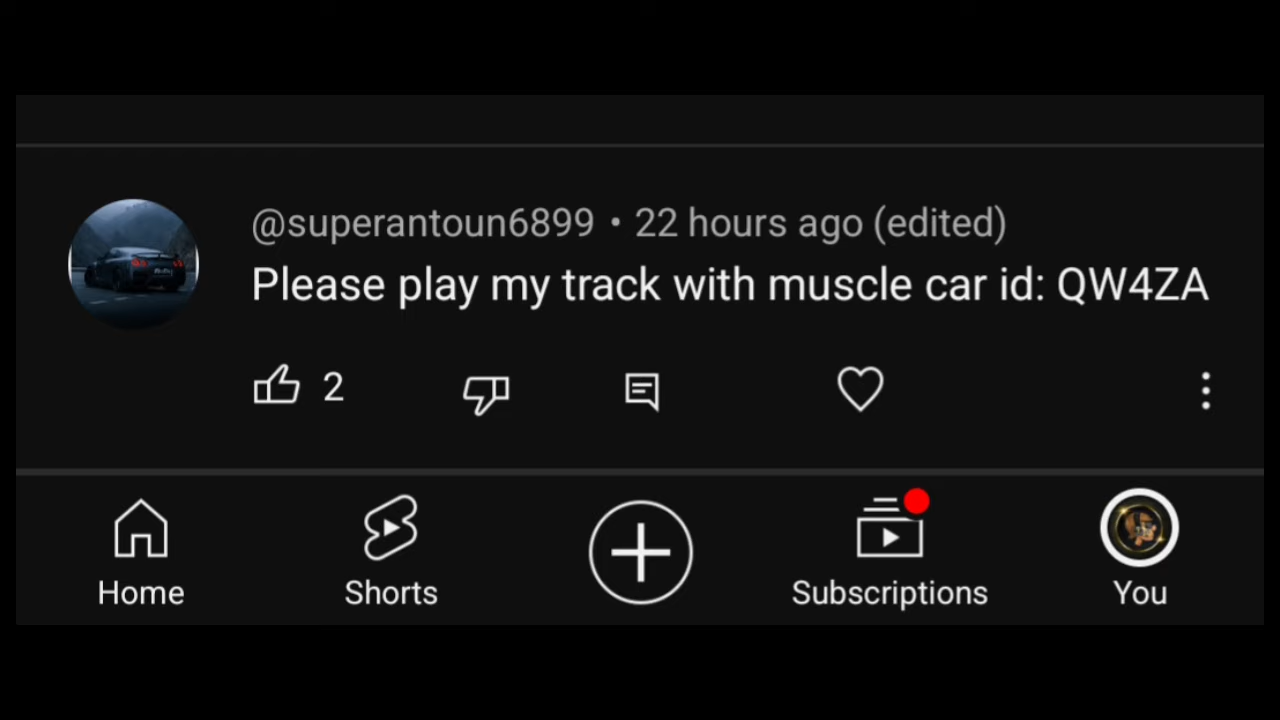 @superantoun6899 • 22 hours ago (edited)
Please play my track with muscle car id: QW4ZA
2
Home Shorts Subscriptions You